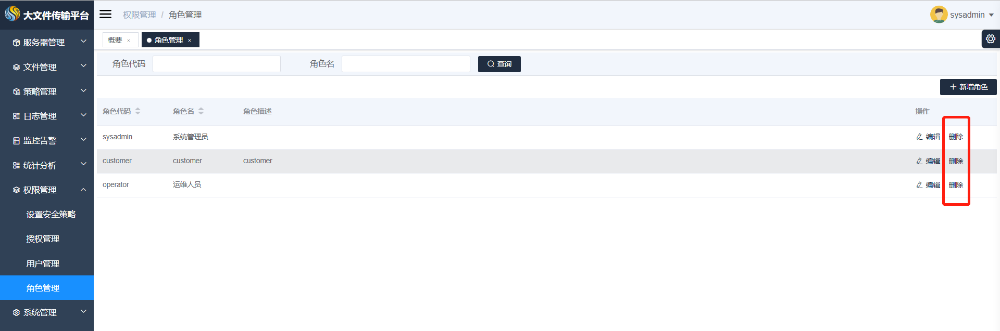 大文件传输平台
权限管理 / 角色管理
sysadmin
服务器管理
文件管理
策略管理
日志管理
监控告警
统计分析
权限管理
设置安全策略
授权管理
用户管理
角色管理
系统管理
概要 ×
角色管理 ×
角色代码
角色名
查询
新增角色
角色代码 角色名 角色描述 操作
sysadmin 系统管理员 编辑 删除
customer customer customer 编辑 删除
operator 运维人员 编辑 删除